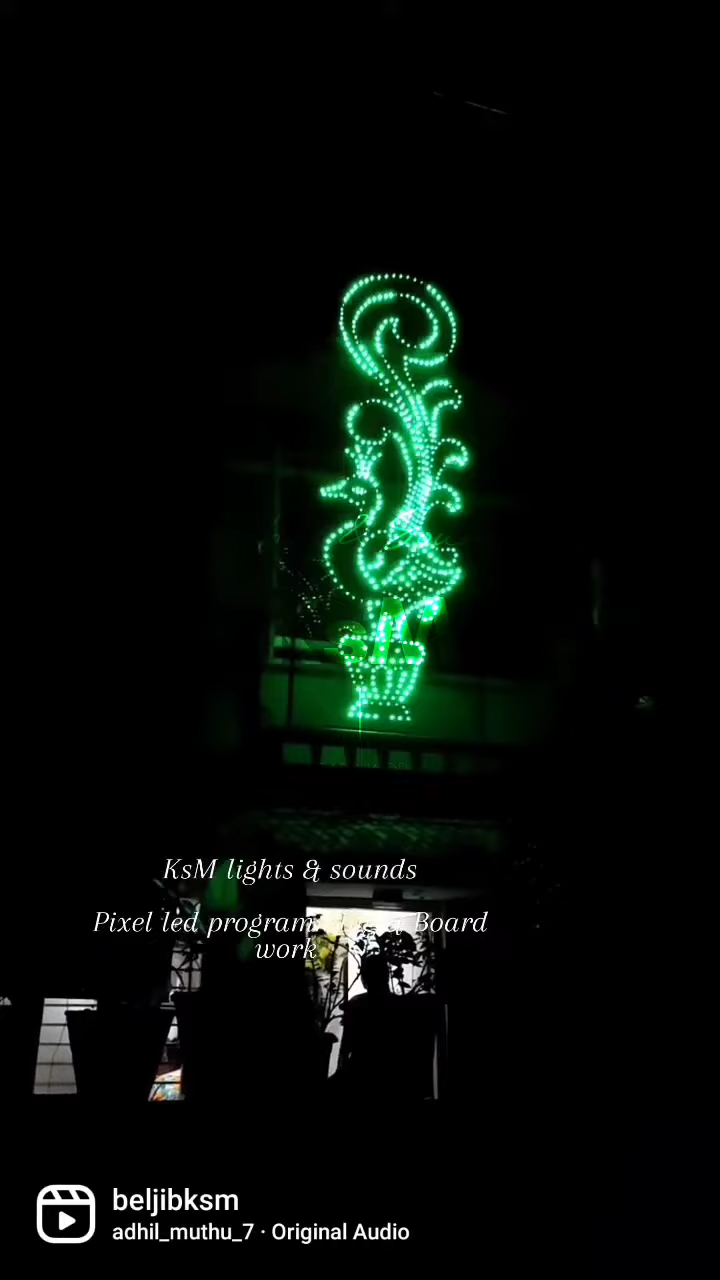 KsM lights & sounds
Pixel led program & Board
work
beljibksm
adhil_muthu_7 · Original Audio